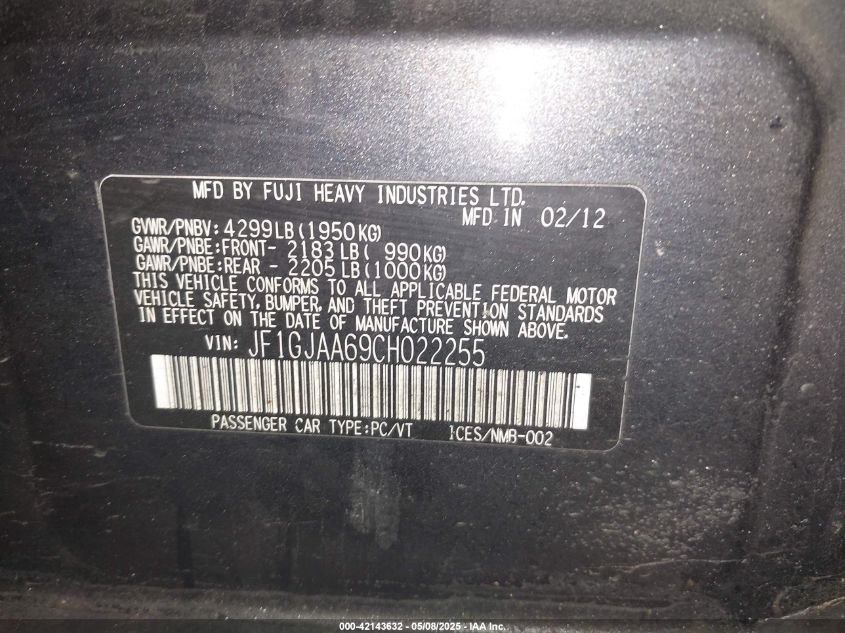 MFD BY FUJI HEAVY INDUSTRIES LTD.
MFD IN 02/12
GVWR/PNBV: 4299LB(1950KG)
GAWR/PNBE:FRONT- 2183LB( 990KG)
GAWR/PNBE:REAR - 2205LB(1000KG)
THIS VEHICLE CONFORMS TO ALL APPLICABLE FEDERAL MOTOR
VEHICLE SAFETY, BUMPER, AND THEFT PREVENTION STANDARDS
IN EFFECT ON THE DATE OF MANUFACTURE SHOWN ABOVE.
VIN: JF1GJAA69CH022255
PASSENGER CAR TYPE:PC/VT ICES/NMB-002
000-42143632 - 05/08/2025 - IAA Inc.